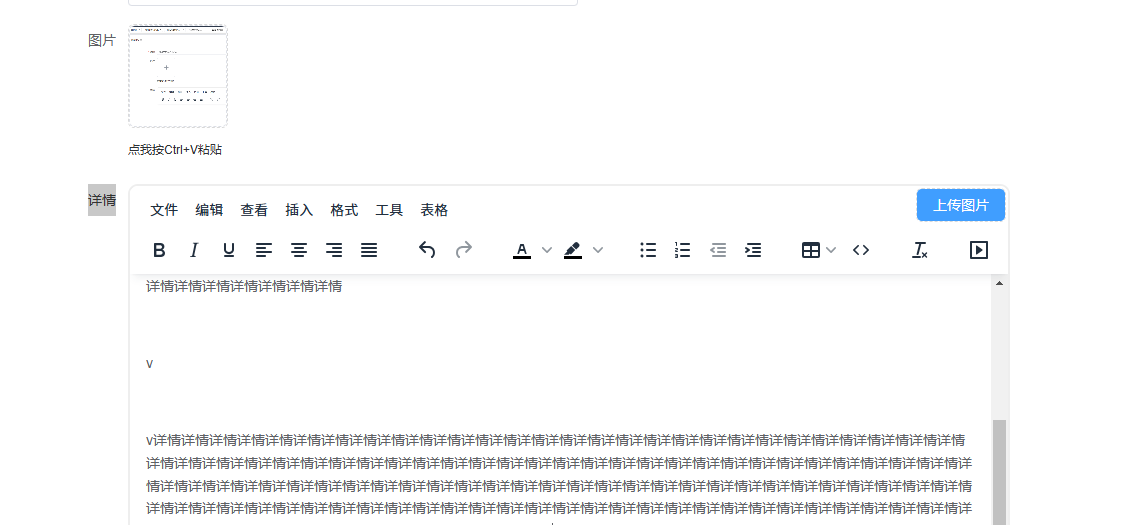 图片
点我按Ctrl+V粘贴
详情
文件 编辑 查看 插入 格式 工具 表格
上传图片
详情详情详情详情详情详情详情
v
v详情详情详情详情详情详情详情详情详情详情详情详情详情详情详情详情详情详情详情详情详情详情详情详情详情详情详情详情详情
详情详情详情详情详情详情详情详情详情详情详情详情详情详情详情详情详情详情详情详情详情详情详情详情详情详情详情详情详情详
情详情详情详情详情详情详情详情详情详情详情详情详情详情详情详情详情详情详情详情详情详情详情详情详情详情详情详情详情详情
详情详情详情详情详情详情详情详情详情详情详情详情详情详情详情详情详情详情详情详情详情详情详情详情详情详情详情详情详情详